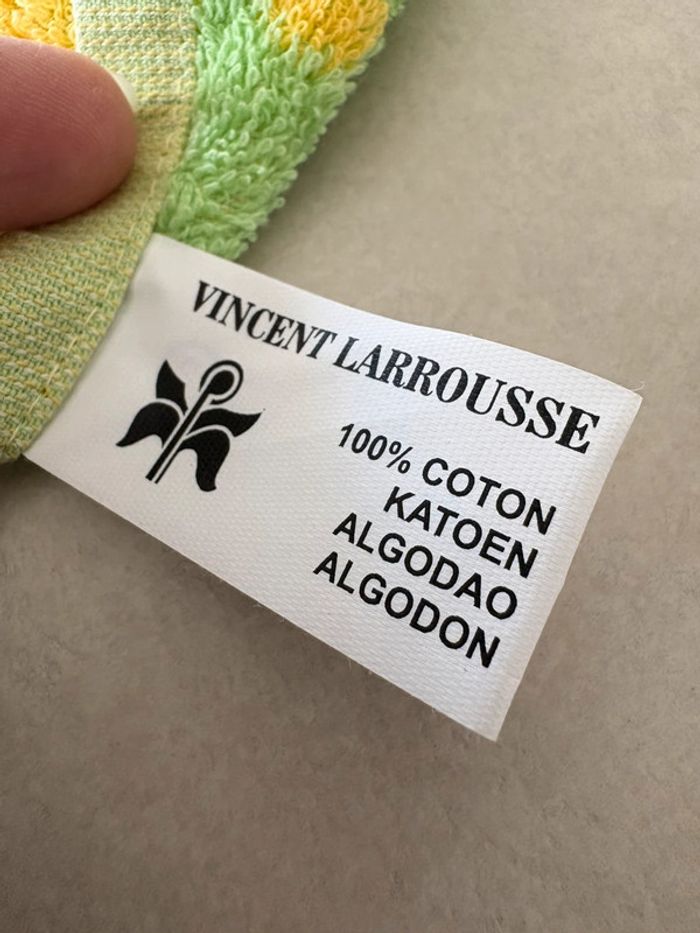 VINCENT LARROUSSE
100% COTON
KATOEN
ALGODAO
ALGODON